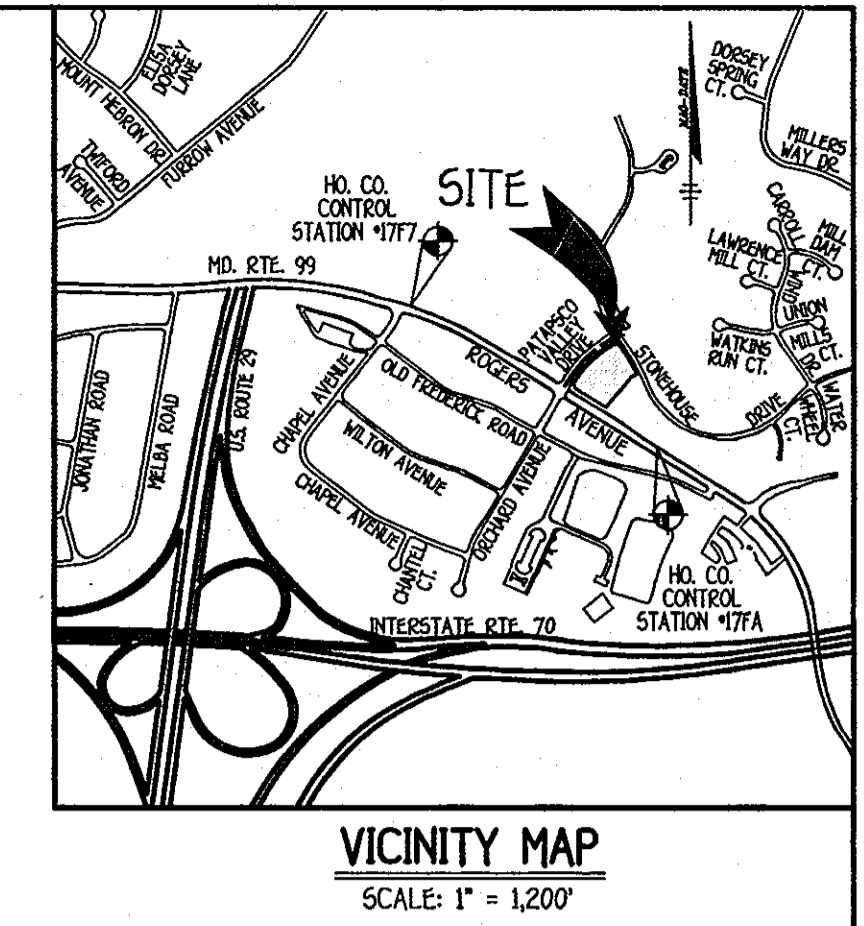 MOUNT HEBRON DR.
ELISA
DORSEY
LANE
TWIFORD
AVENUE
FURROW AVENUE
DORSEY
SPRING
CT.
MILLERS
WAY DR.
HO. CO.
CONTROL
STATION •17F7
SITE
MD. RTE. 99
CARROLL
MILL
DAM
CT.
LAWRENCE
MILL CT.
WIND
UNION
MILLS
CT.
DR.
WATKINS
RUN CT.
WATER
WHEEL
CT.
PATAPSCO
VALLEY
DRIVE
STONEHOUSE
DRIVE
ROGERS
AVENUE
U.S. ROUTE 29
CHAPEL AVENUE
OLD FREDERICK ROAD
WILTON AVENUE
JONATHAN ROAD
MELBA ROAD
CHAPEL AVENUE
ORCHARD AVENUE
CHANTEL
CT.
HO. CO.
CONTROL
STATION •17FA
INTERSTATE RTE. 70
VICINITY MAP
SCALE: 1" = 1,200'